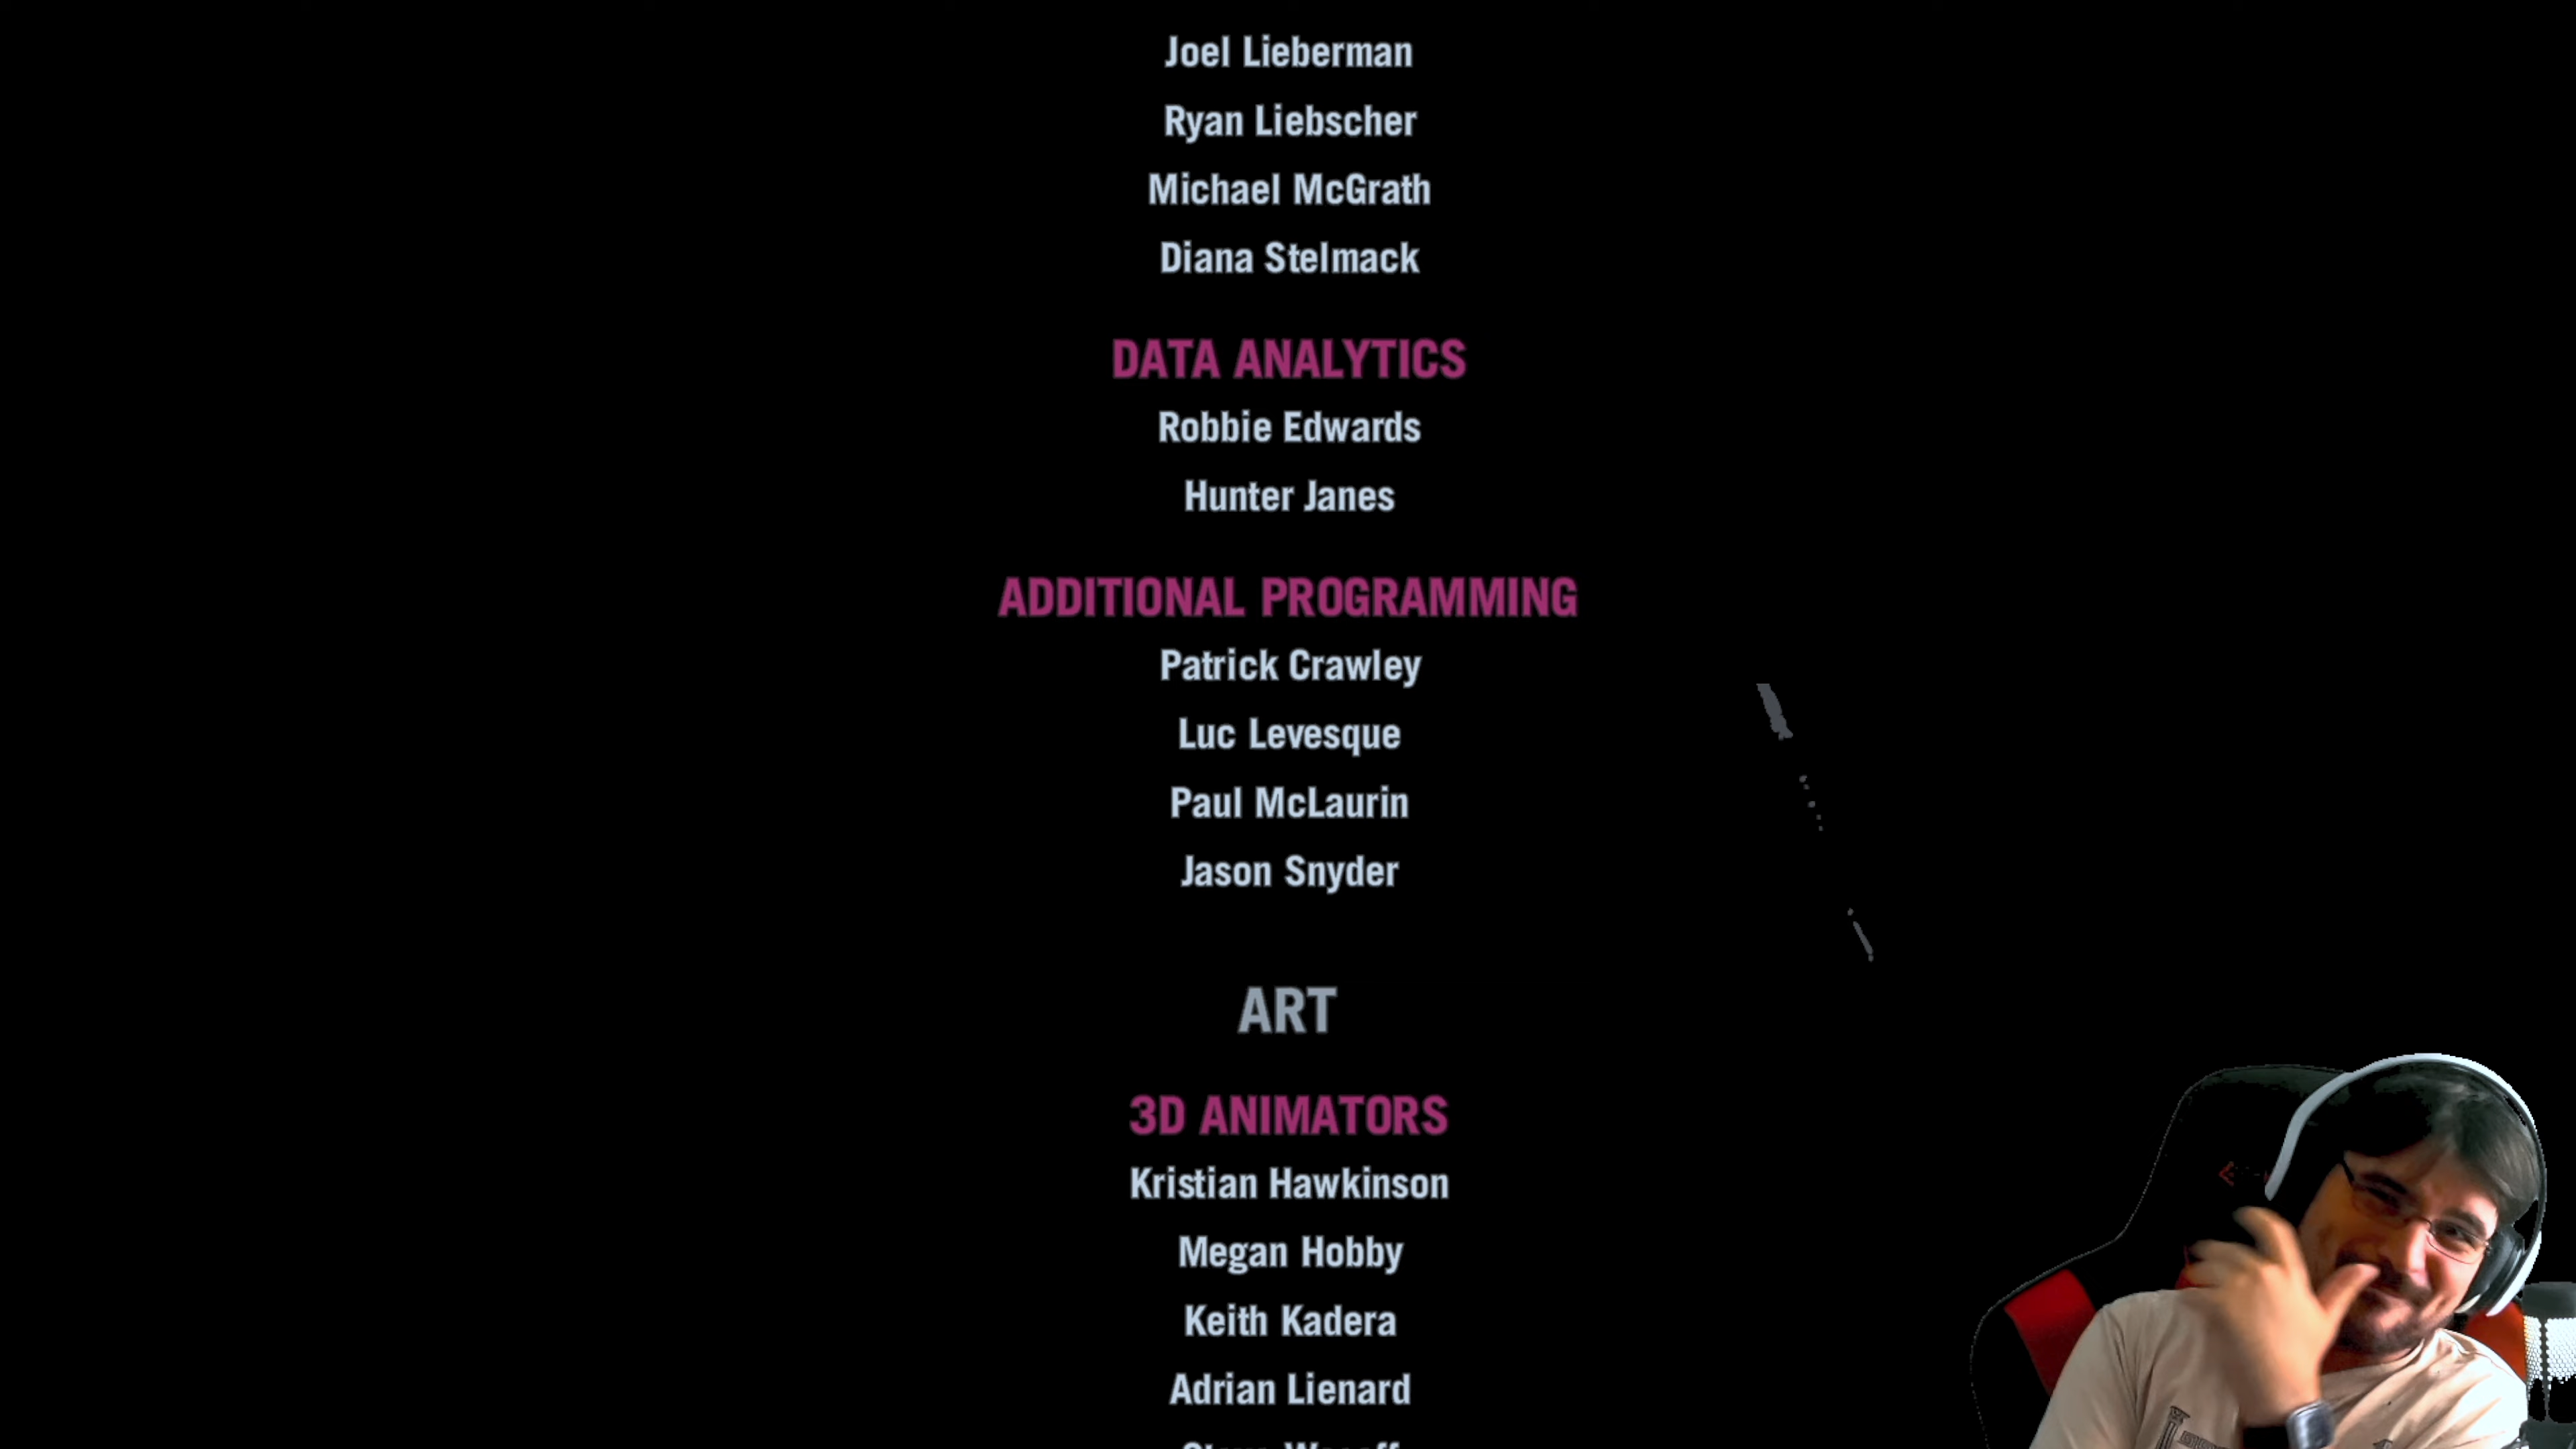 Joel Lieberman
Ryan Liebscher
Michael McGrath
Diana Stelmack
DATA ANALYTICS
Robbie Edwards
Hunter Janes
ADDITIONAL PROGRAMMING
Patrick Crawley
Luc Levesque
Paul McLaurin
Jason Snyder
ART
3D ANIMATORS
Kristian Hawkinson
Megan Hobby
Keith Kadera
Adrian Lienard